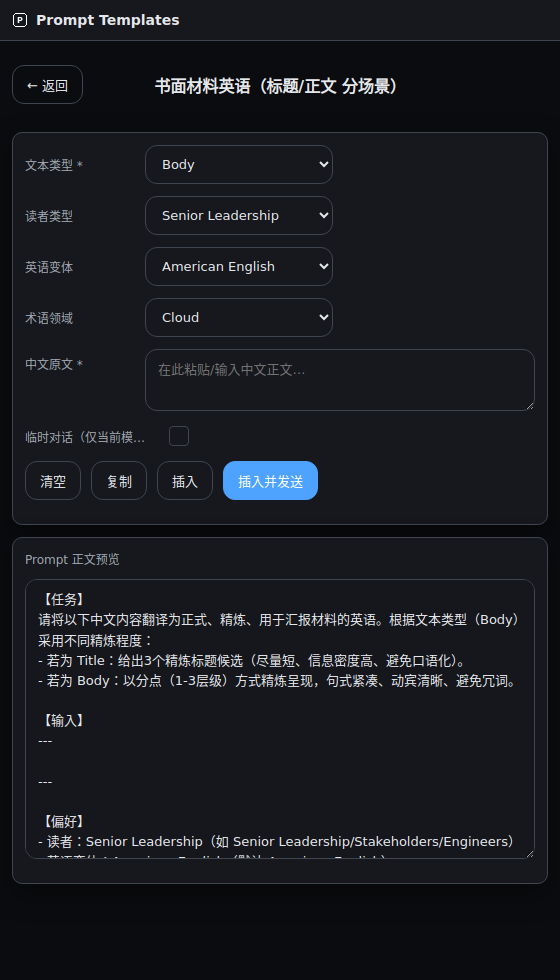 P Prompt Templates
← 返回
书面材料英语（标题/正文 分场景）
文本类型 *
Body
读者类型
Senior Leadership
英语变体
American English
术语领域
Cloud
中文原文 *
在此粘贴/输入中文正文…
临时对话（仅当前模…
清空 复制 插入 插入并发送
Prompt 正文预览
【任务】
请将以下中文内容翻译为正式、精炼、用于汇报材料的英语。根据文本类型（Body）
采用不同精炼程度：
- 若为 Title：给出3个精炼标题候选（尽量短、信息密度高、避免口语化）。
- 若为 Body：以分点（1-3层级）方式精炼呈现，句式紧凑、动宾清晰、避免冗词。
【输入】
---
---
【偏好】
- 读者：Senior Leadership（如 Senior Leadership/Stakeholders/Engineers）